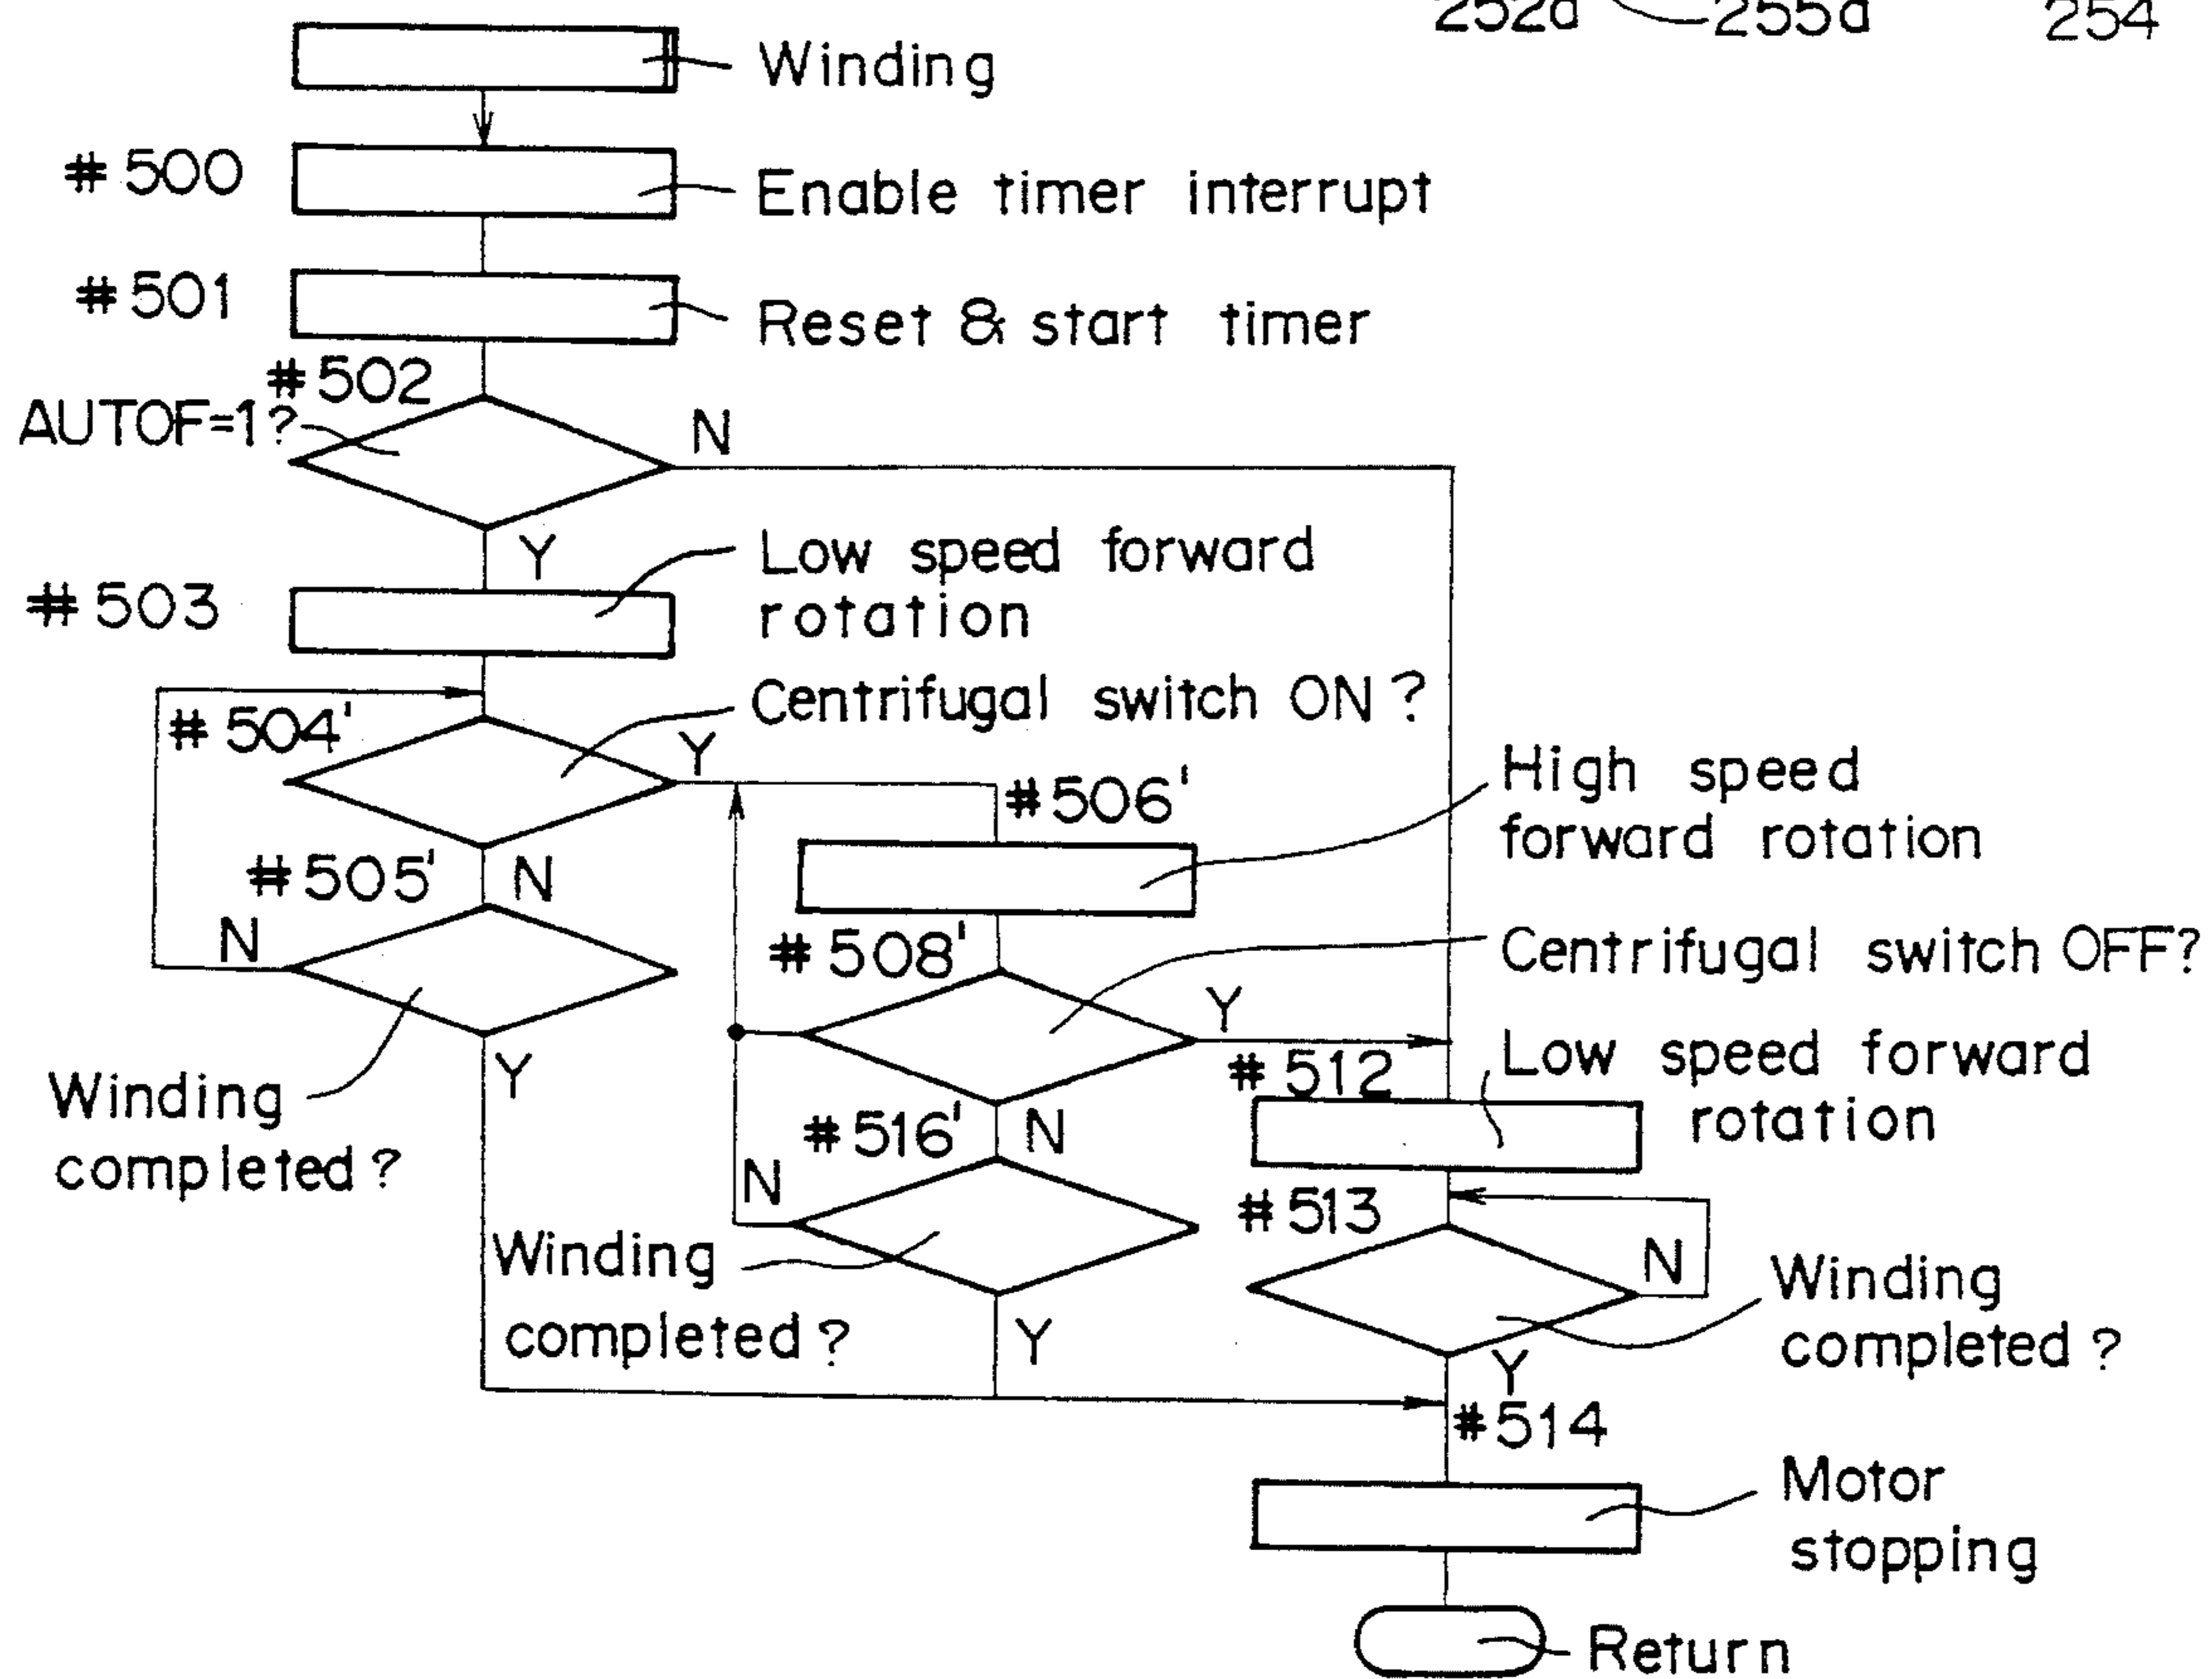 252a 255a 254
Winding
#500
Enable timer interrupt
#501
Reset & start timer
#502
AUTOF=1?
N
Y
Low speed forward
rotation
#503
Centrifugal switch ON?
#504'
Y
#506'
High speed
forward rotation
#505'
N
N
#508'
Centrifugal switch OFF?
Y
Y
#512
Low speed forward
rotation
Winding
completed?
#516'
N
N
#513
N
Winding
completed?
Winding
completed?
Y
Y
#514
Motor
stopping
Return